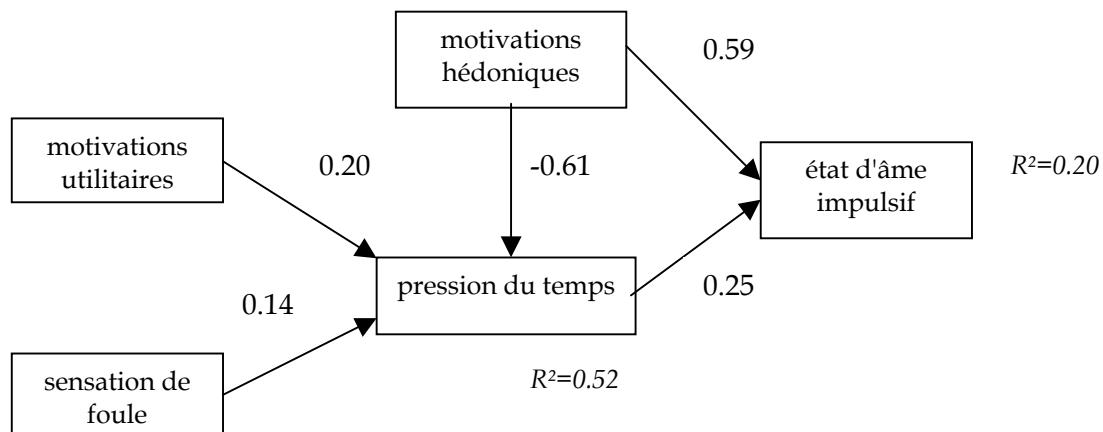 motivations
hédoniques
0.59
motivations
utilitaires
0.20
-0.61
état d'âme
impulsif
R²=0.20
pression du temps
0.25
0.14
R²=0.52
sensation de
foule